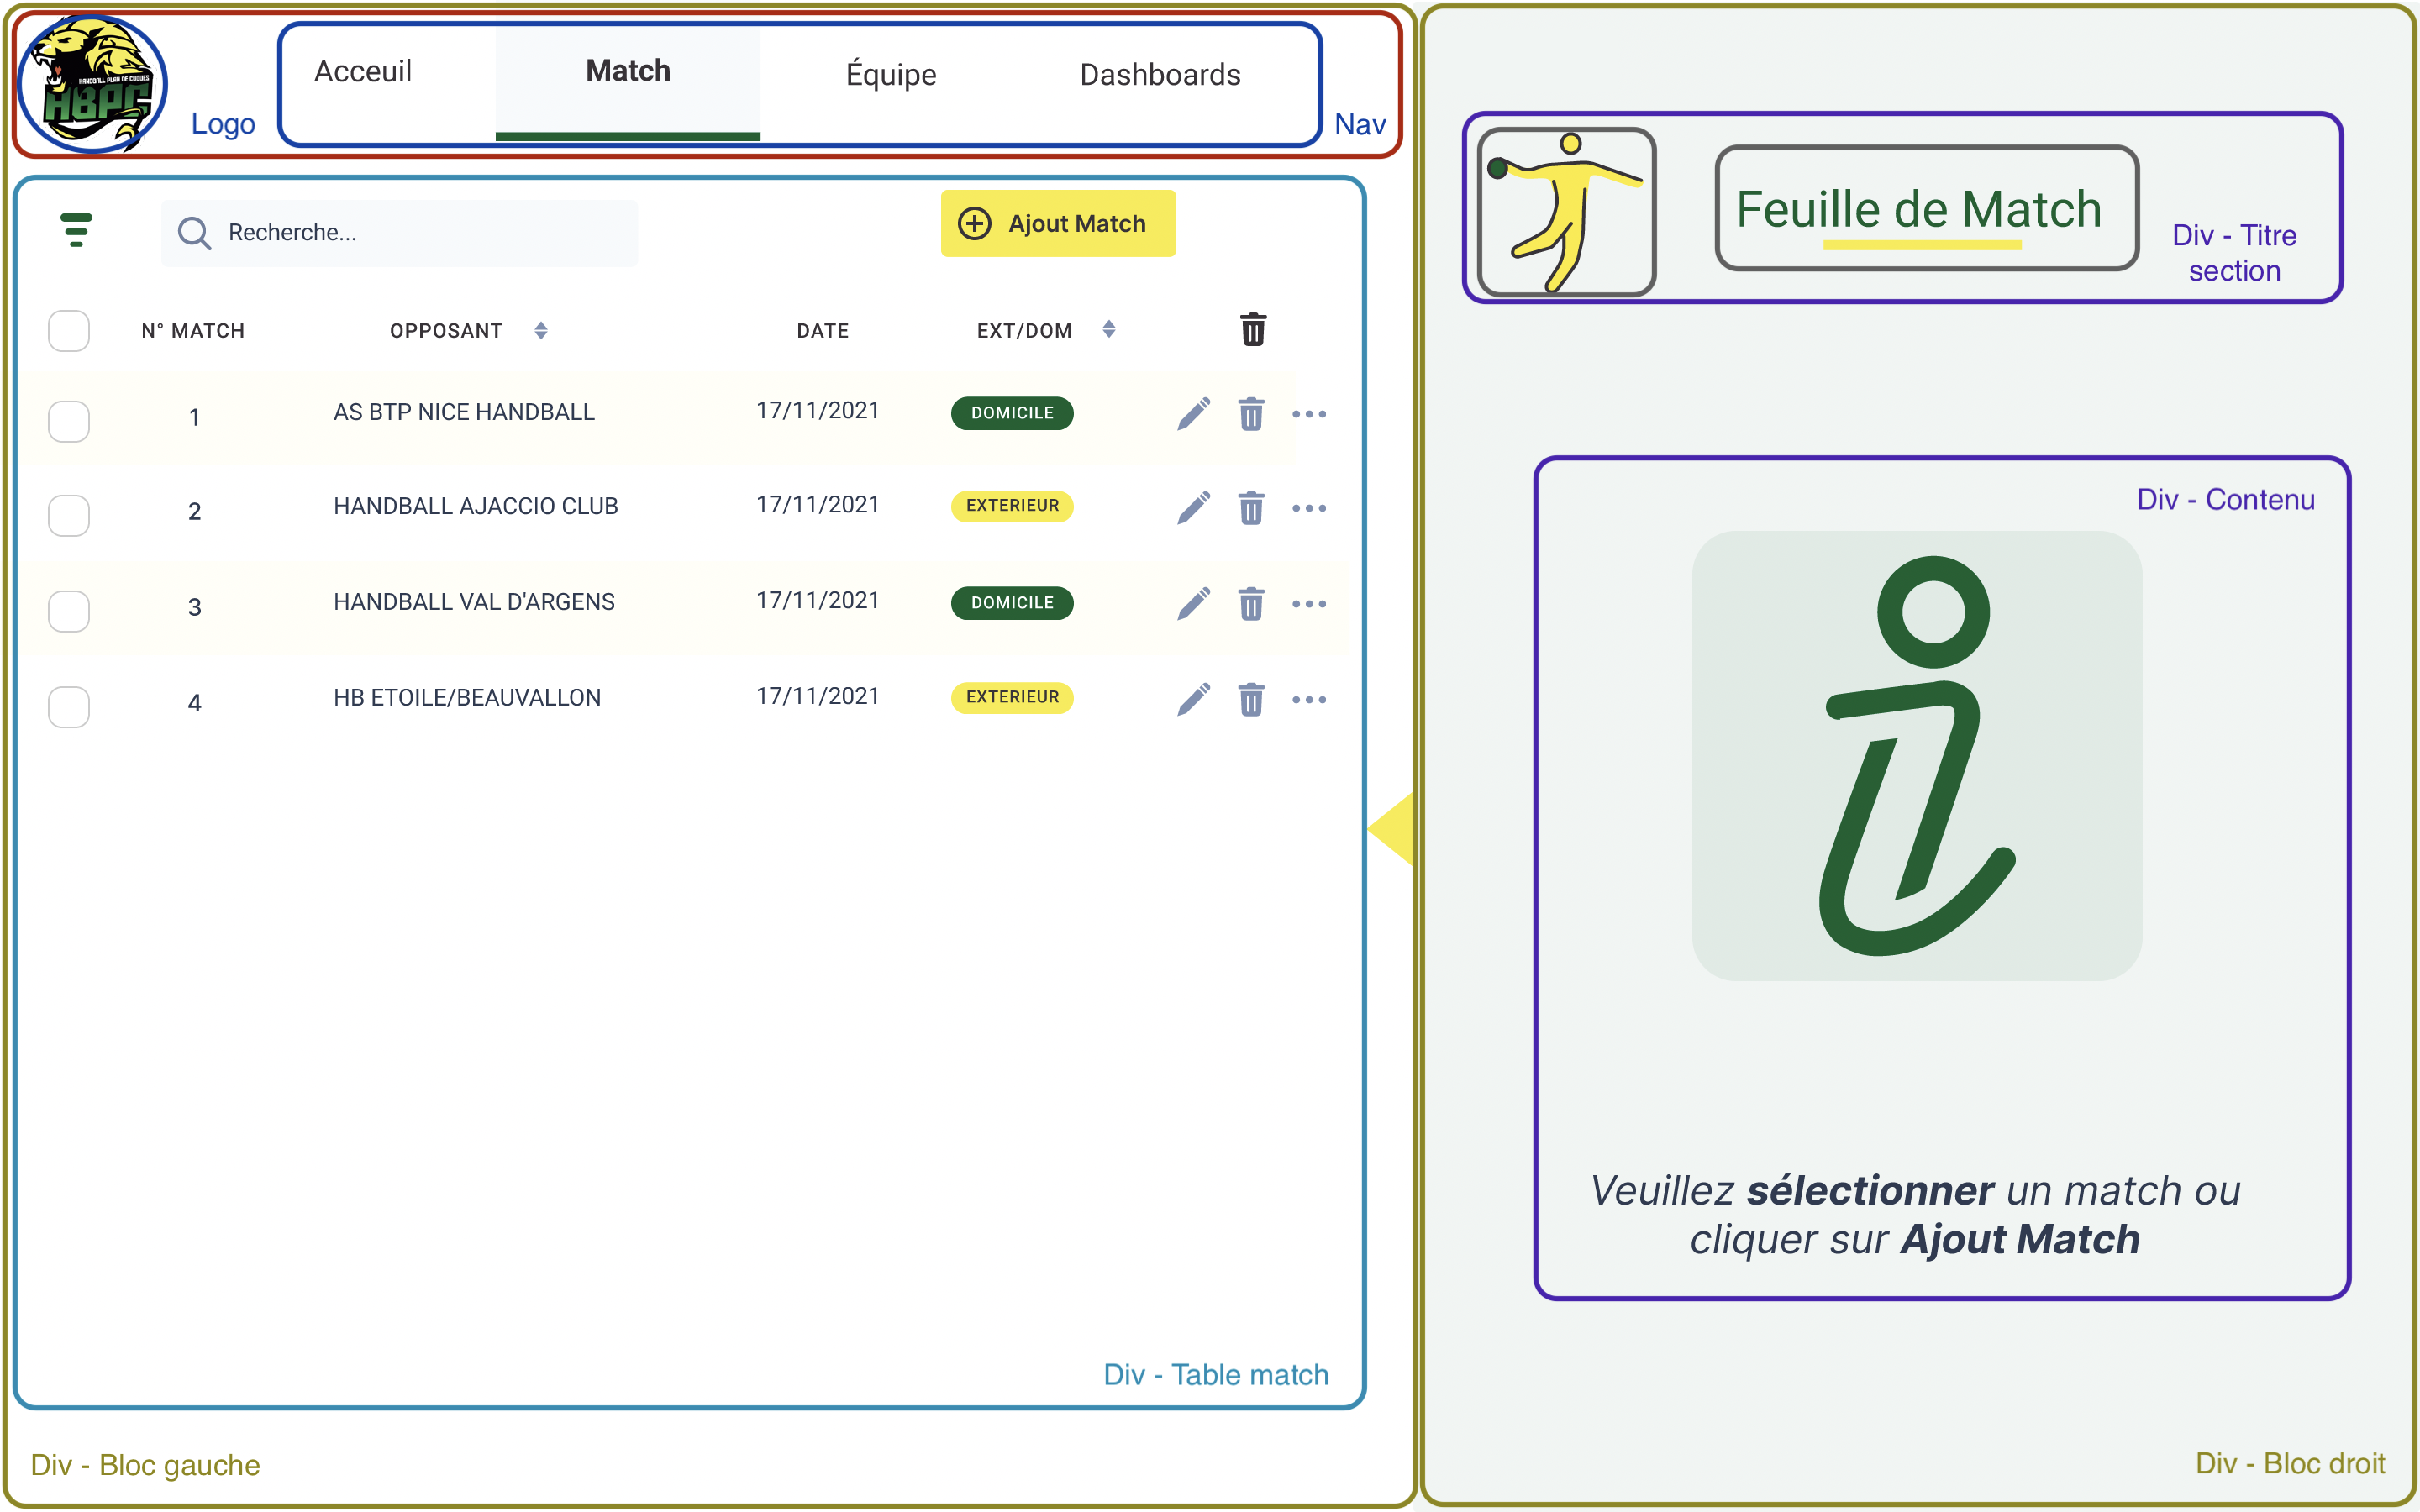 HANDBALL PLAN DE CUQUES
HBPC
Logo
Acceuil
Match
Équipe
Dashboards
Nav
Recherche...
Ajout Match
N° MATCH
OPPOSANT
DATE
EXT/DOM
1 AS BTP NICE HANDBALL 17/11/2021 DOMICILE
2 HANDBALL AJACCIO CLUB 17/11/2021 EXTERIEUR
3 HANDBALL VAL D'ARGENS 17/11/2021 DOMICILE
4 HB ETOILE/BEAUVALLON 17/11/2021 EXTERIEUR
Div - Table match
Div - Bloc gauche
Feuille de Match
Div - Titre
section
Div - Contenu
Veuillez sélectionner un match ou
cliquer sur Ajout Match
Div - Bloc droit